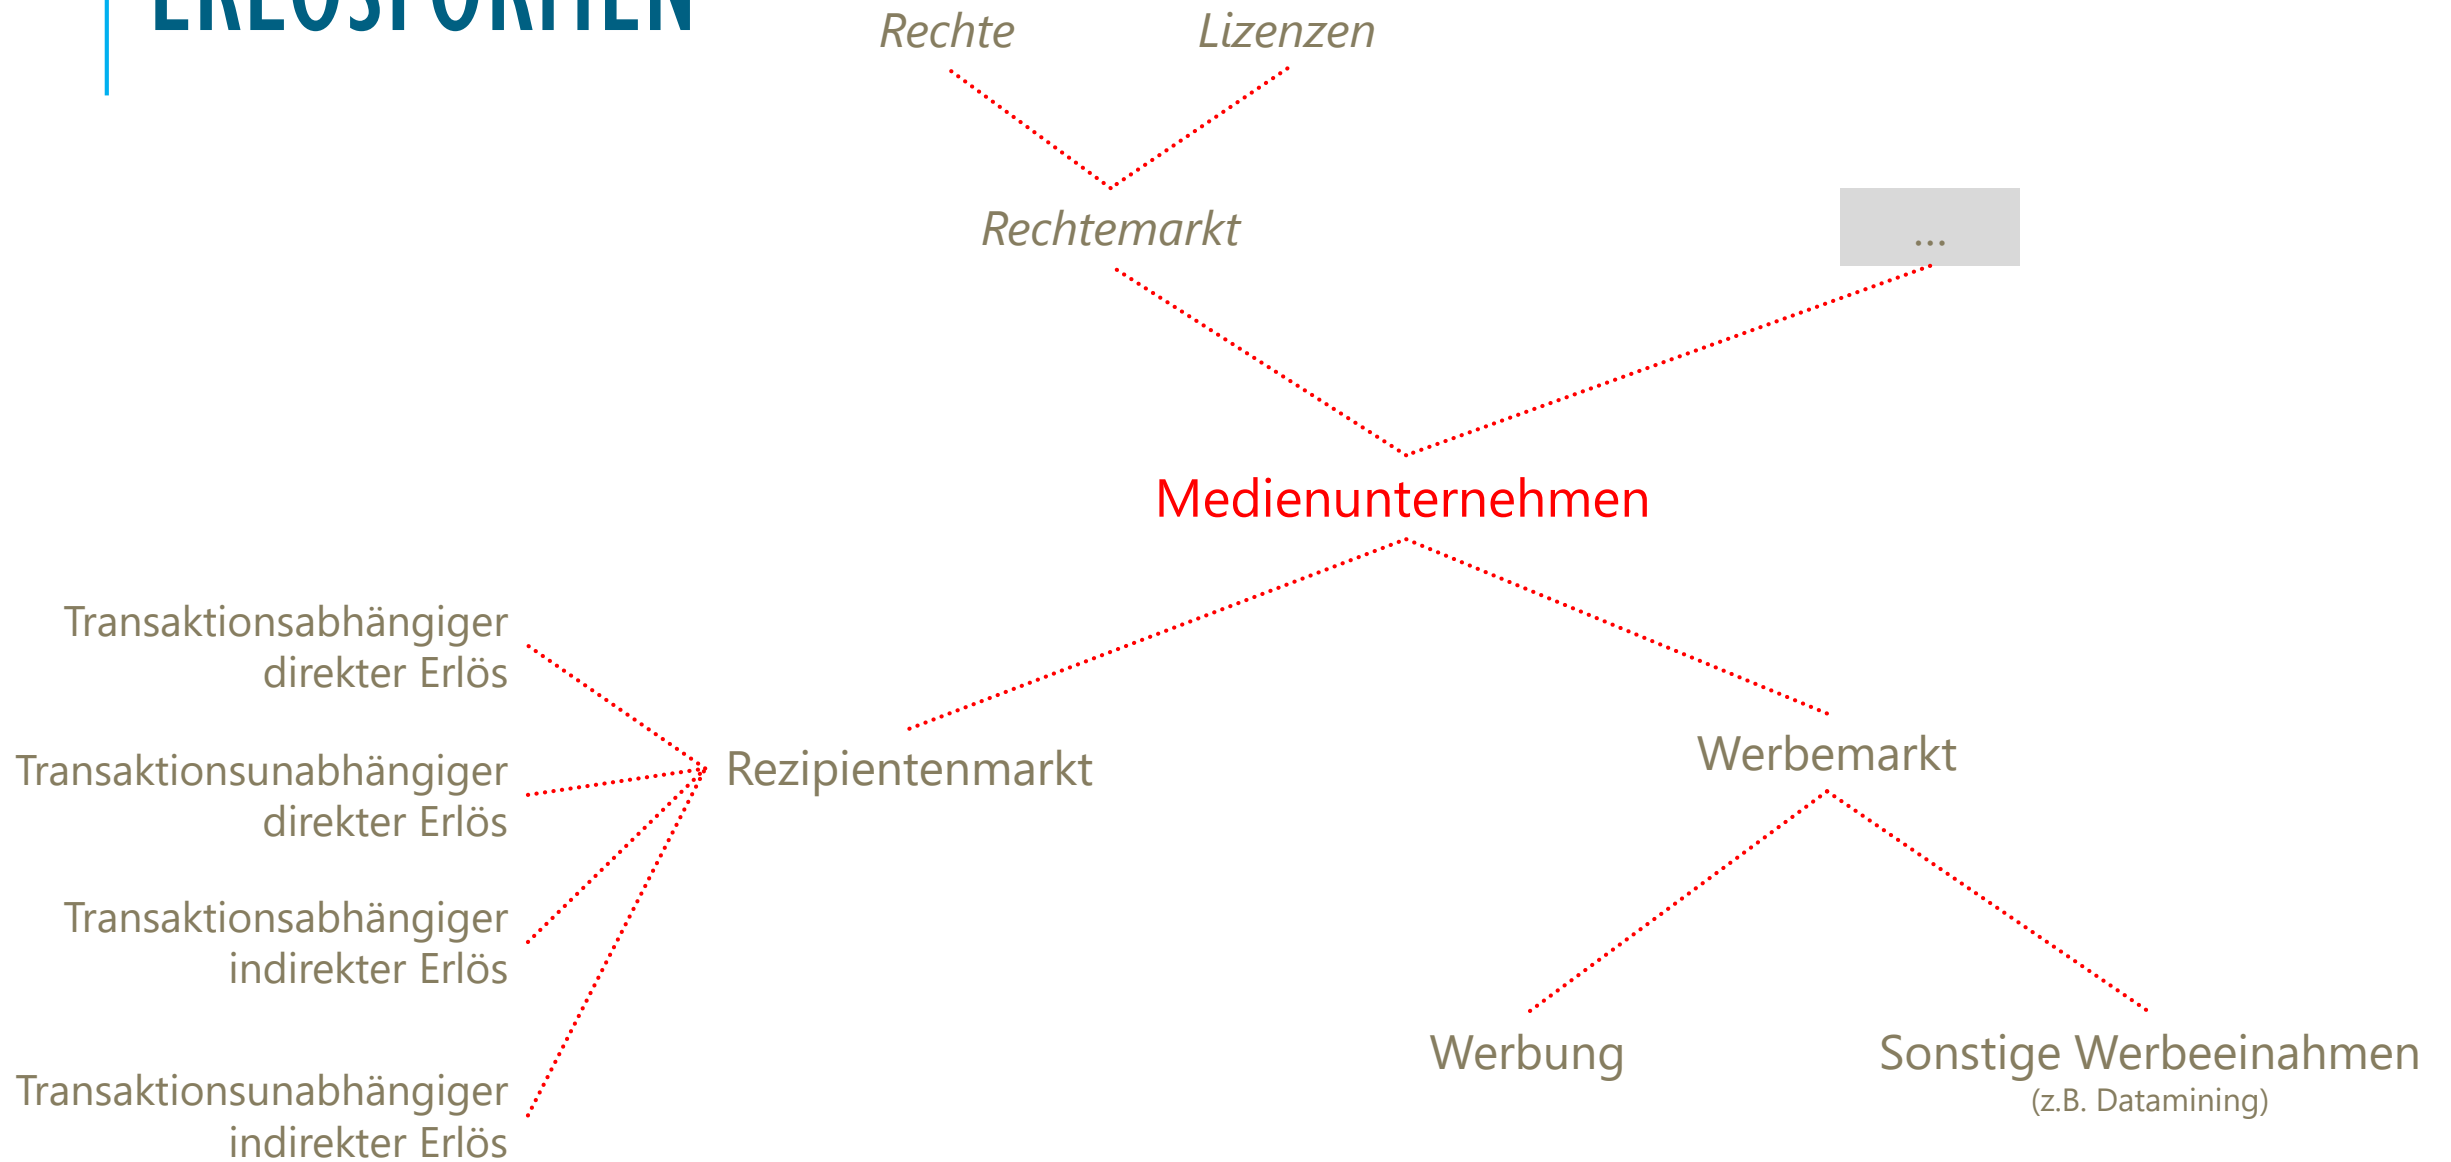 ERLÖSFORMEN
Rechte
Lizenzen
Rechtemarkt
...
Medienunternehmen
Transaktionsabhängiger
direkter Erlös
Transaktionsunabhängiger
direkter Erlös
Rezipientenmarkt
Werbemarkt
Transaktionsabhängiger
indirekter Erlös
Werbung
Sonstige Werbeeinahmen
(z.B. Datamining)
Transaktionsunabhängiger
indirekter Erlös